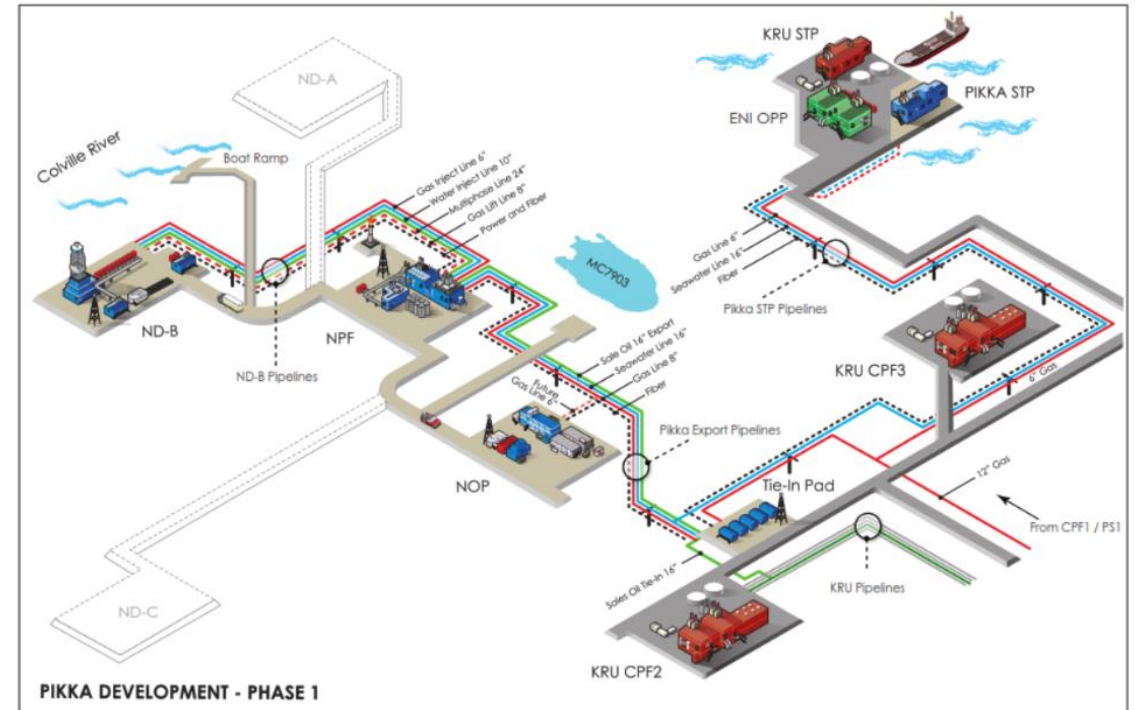 ND-A
KRU STP
PIKKA STP
ENI OPP
Colville River
Boat Ramp
Gas Inject Line 6"
Water Inject Line 10"
Multiphase Line 24"
Gas Lift Line 8"
Power and Fiber
MC7903
Gas Line 6"
Seawater Line 16"
Fiber
Pikka STP Pipelines
ND-B
NPF
ND-B Pipelines
Sale Oil 16" Export
Seawater Line 16"
Gas Line 8"
Fiber
Future
Gas Line 6"
KRU CPF3
6" Gas
Pikka Export Pipelines
NOP
Tie-In Pad
12" Gas
From CPF1 / PS1
Sales Oil Tie-In 16"
KRU Pipelines
ND-C
KRU CPF2
PIKKA DEVELOPMENT - PHASE 1